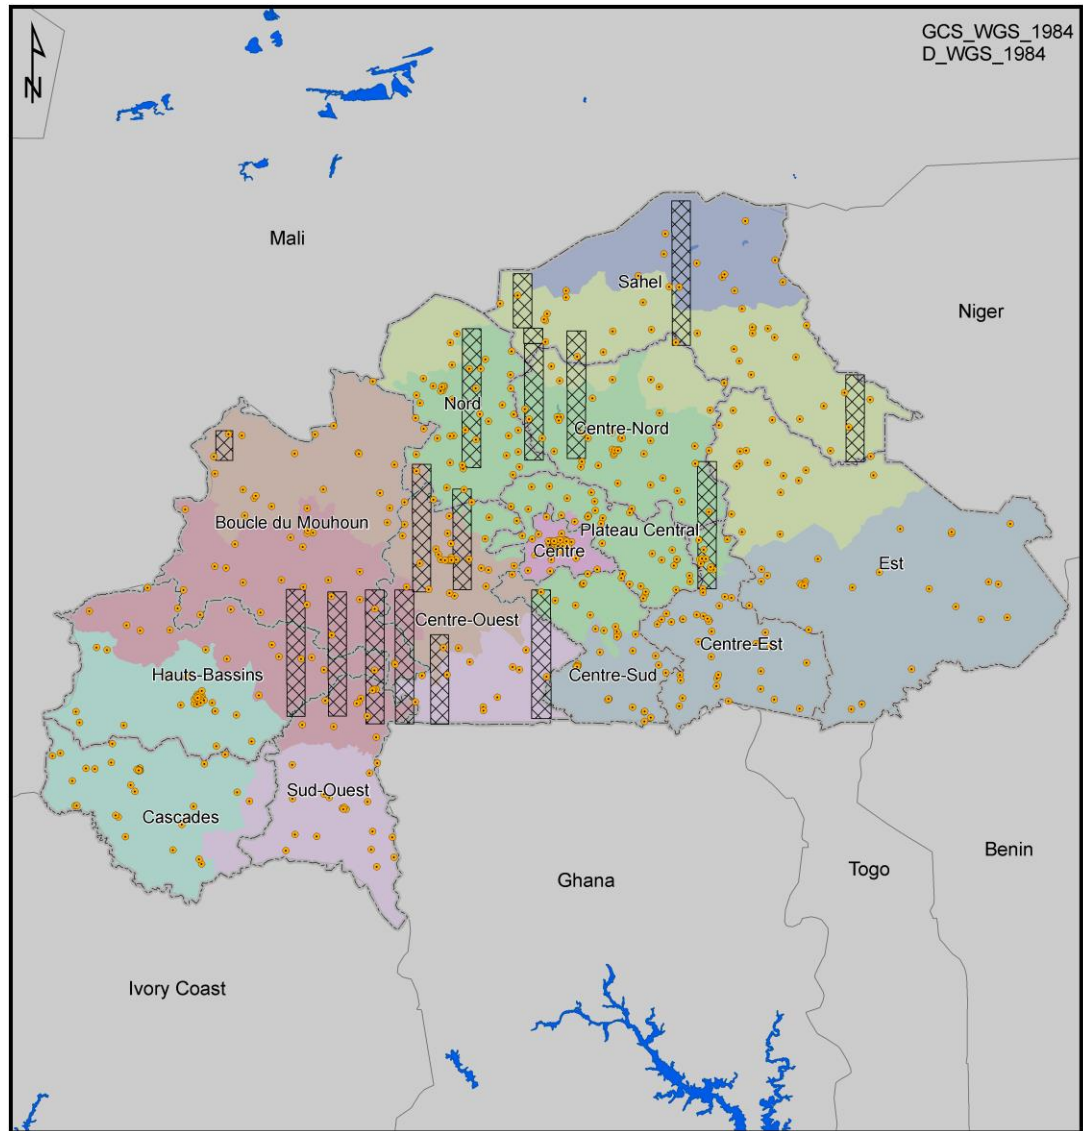 GCS_WGS_1984
D_WGS_1984
N
Mali
Sahel
Niger
Nord
Centre-Nord
Boucle du Mouhoun
Plateau Central
Centre
Est
Centre-Ouest
Centre-Est
Hauts-Bassins
Centre-Sud
Sud-Ouest
Cascades
Benin
Togo
Ghana
Ivory Coast